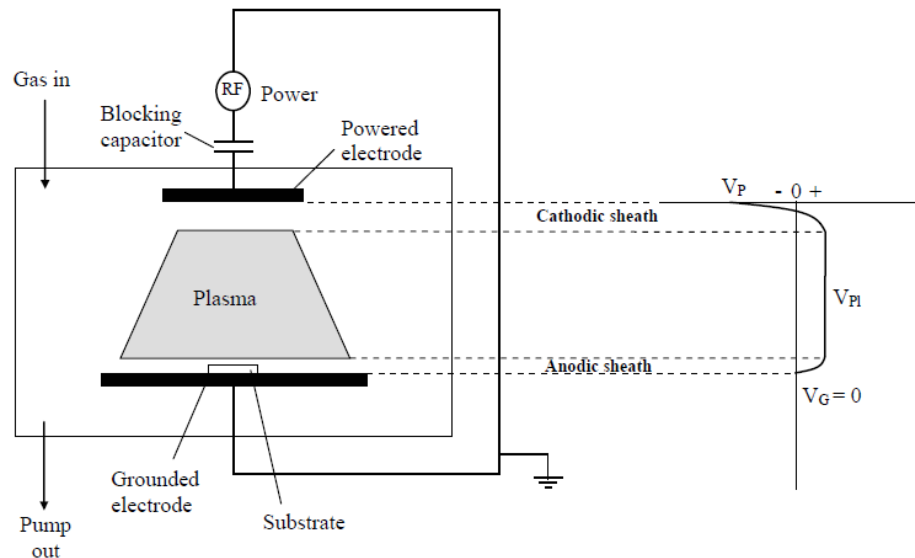 Gas in
RF
Power
Blocking
capacitor
Powered
electrode
V_P
- 0 +
Cathodic sheath
Plasma
V_Pl
Anodic sheath
V_G = 0
Grounded
electrode
Substrate
Pump
out